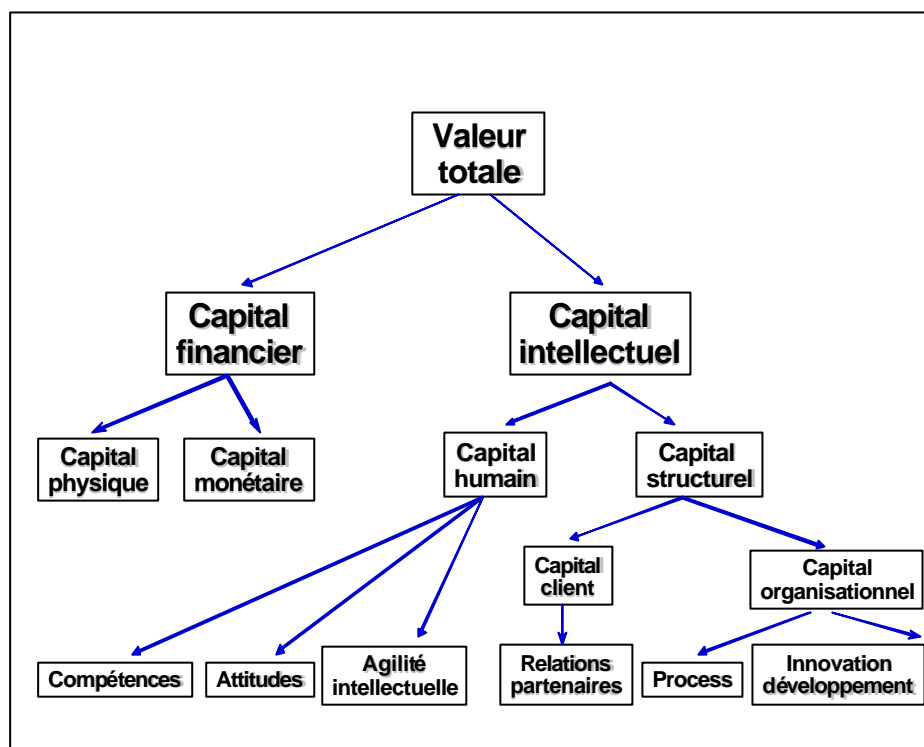 Valeur
totale
Capital
financier
Capital
intellectuel
Capital
physique
Capital
monétaire
Capital
humain
Capital
structurel
Capital
client
Capital
organisationnel
Compétences
Attitudes
Agilité
intellectuelle
Relations
partenaires
Process
Innovation
développement